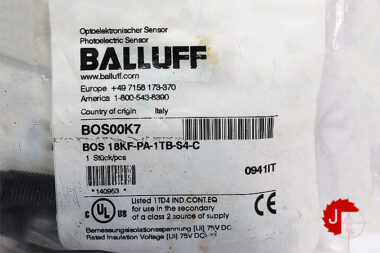 Optoelektronischer Sensor
Photoelectric Sensor
BALLUFF
www.balluff.com
Europe +49 7158 173-370
America 1-800-543-8390
Country of origin Italy
BOS00K7
BOS 18KF-PA-1TB-S4-C
1 Stück/pcs
0941IT
*140953*
Listed 1TD4 IND.CONT.EQ
for use in the secondary
of a class 2 source of supply
Bemessungsisolationsspannung [Ui] 75V DC
Rated Insulation Voltage [Ui] 75V DC
C UL US